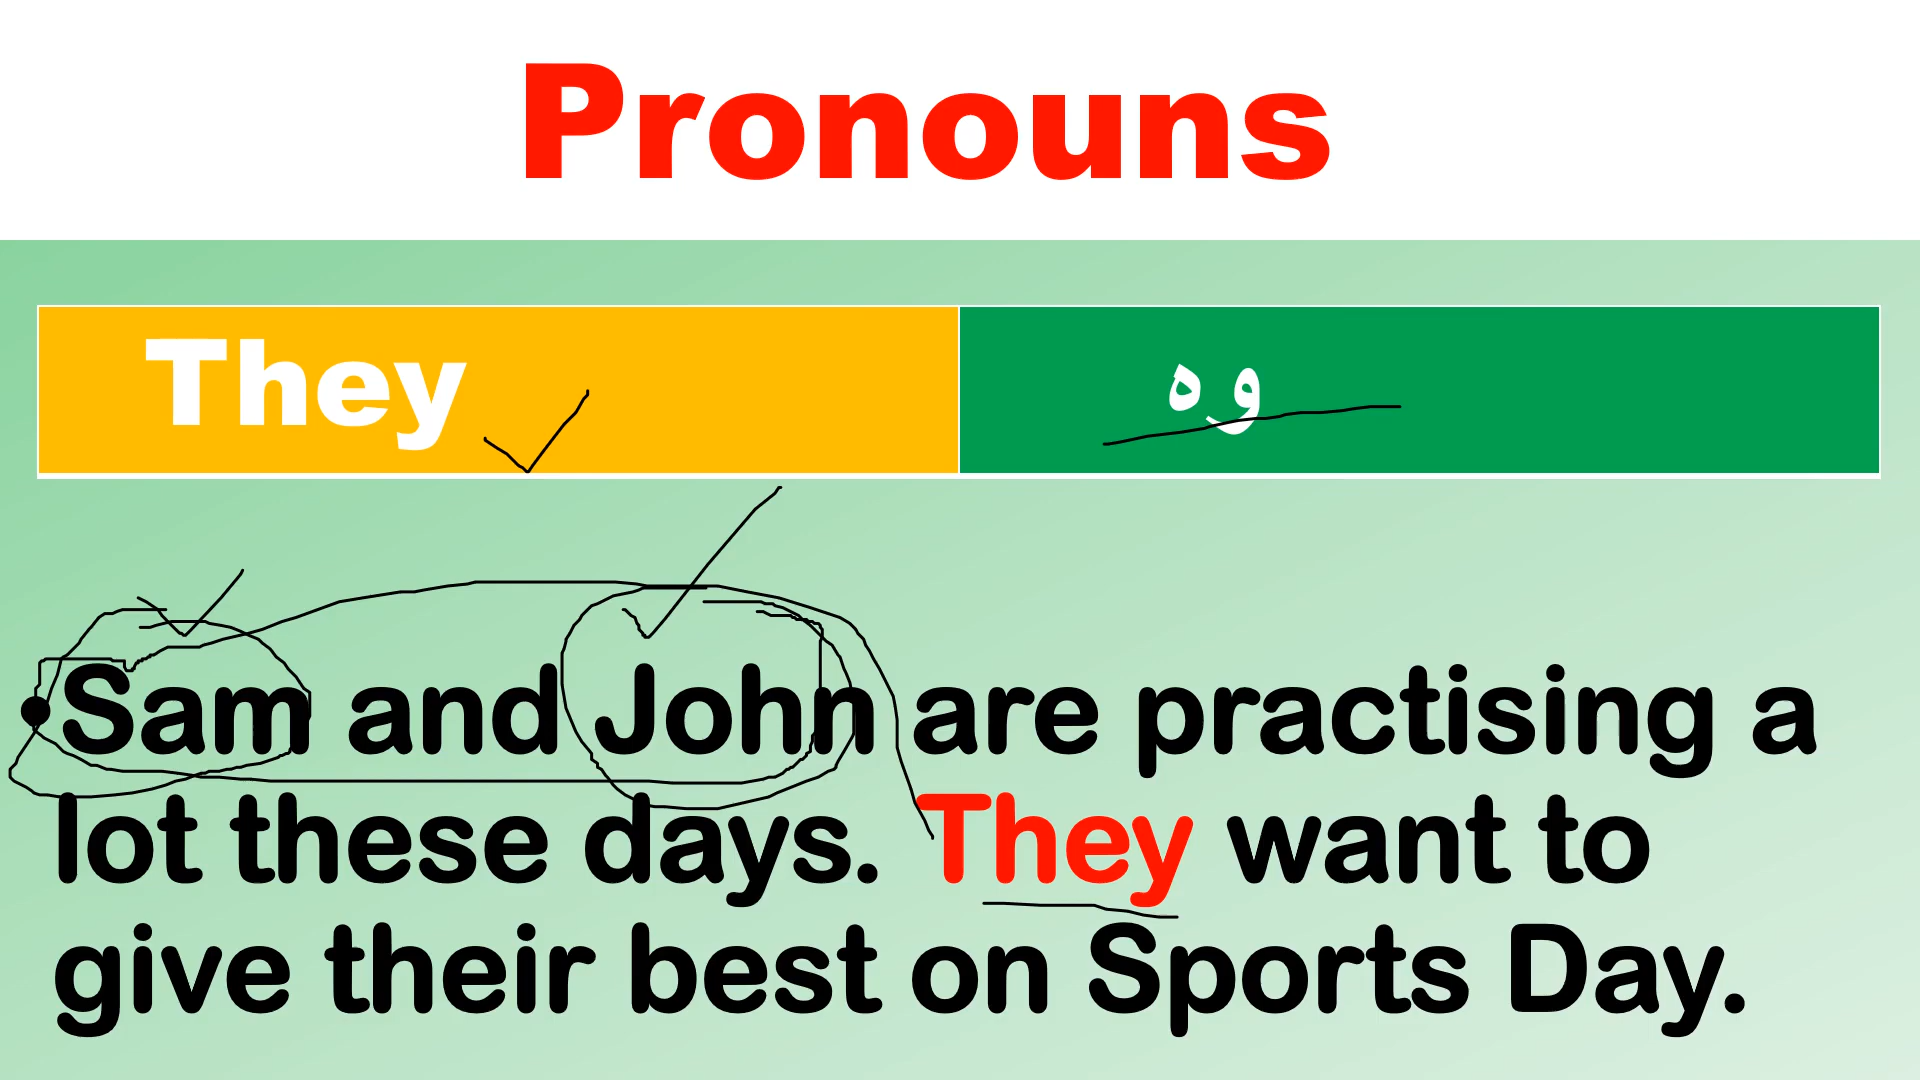 Pronouns
They
وہ
•Sam and John are practising a
lot these days. They want to
give their best on Sports Day.